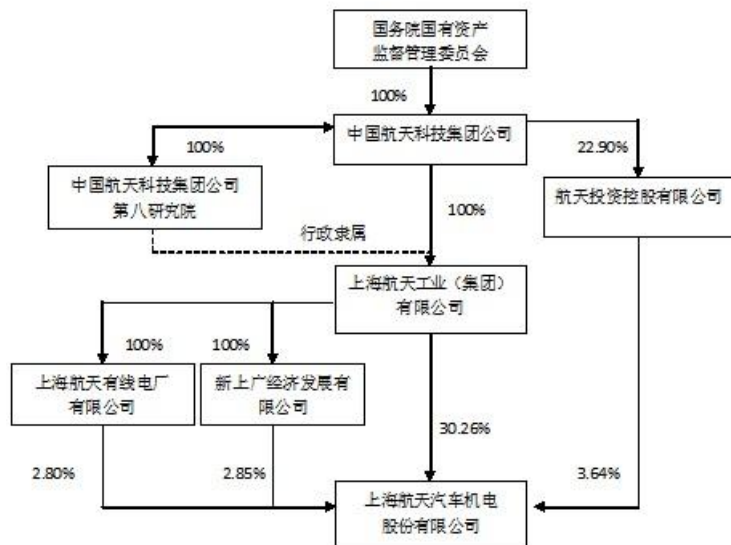 国务院国有资产
监督管理委员会
100%
中国航天科技集团公司
100%
22.90%
中国航天科技集团公司
第八研究院
航天投资控股有限公司
100%
行政隶属
上海航天工业（集团）
有限公司
100%
100%
上海航天有线电厂
有限公司
新上广经济发展有
限公司
30.26%
2.80%
2.85%
3.64%
上海航天汽车机电
股份有限公司